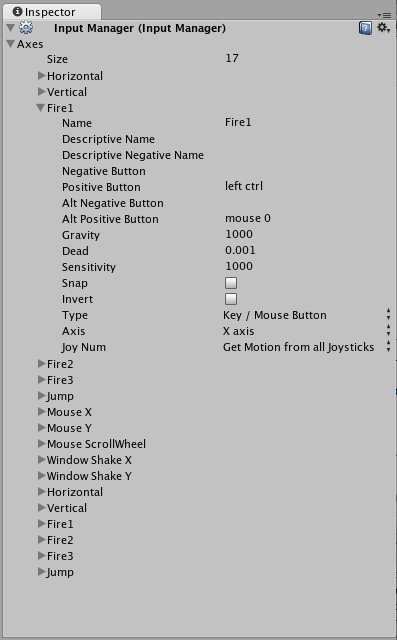 Inspector
Input Manager (Input Manager)
Axes
Size 17
Horizontal
Vertical
Fire1
Name Fire1
Descriptive Name
Descriptive Negative Name
Negative Button
Positive Button left ctrl
Alt Negative Button
Alt Positive Button mouse 0
Gravity 1000
Dead 0.001
Sensitivity 1000
Snap
Invert
Type Key / Mouse Button
Axis X axis
Joy Num Get Motion from all Joysticks
Fire2
Fire3
Jump
Mouse X
Mouse Y
Mouse ScrollWheel
Window Shake X
Window Shake Y
Horizontal
Vertical
Fire1
Fire2
Fire3
Jump